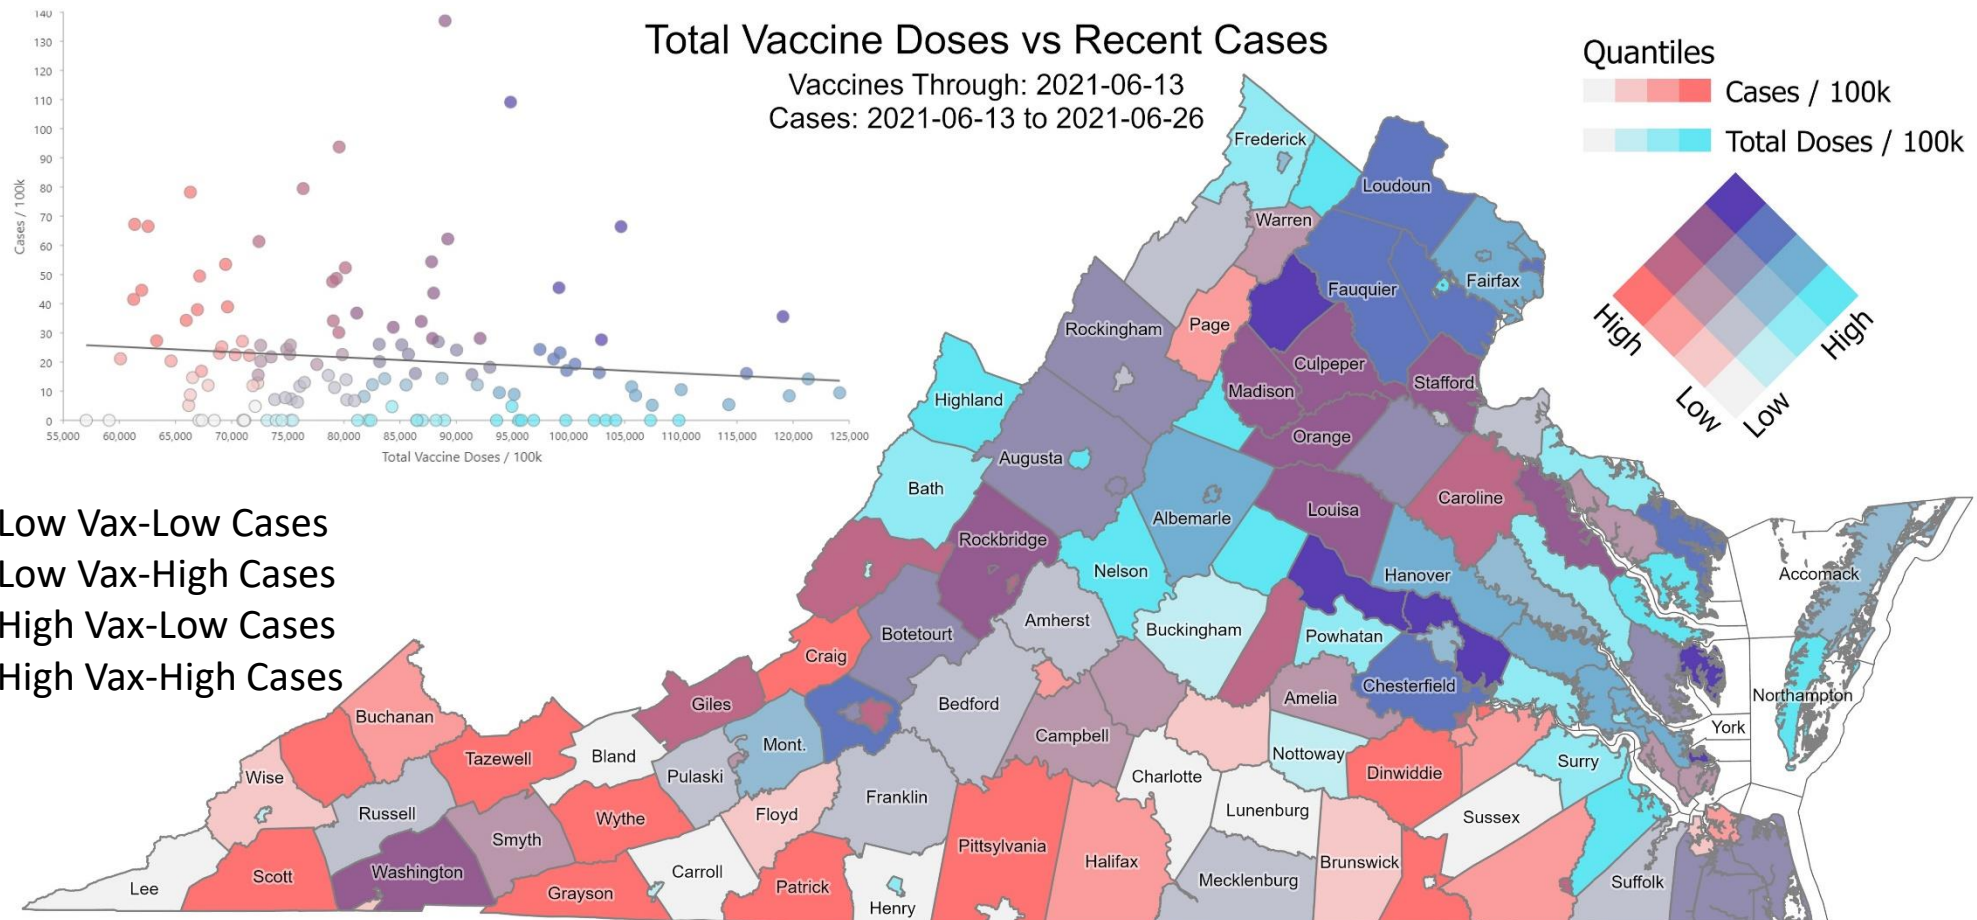 Total Vaccine Doses vs Recent Cases
Vaccines Through: 2021-06-13
Cases: 2021-06-13 to 2021-06-26
Quantiles
Cases / 100k
Total Doses / 100k
High
Low
Low
High
140
130
120
110
100
90
80
70
60
50
40
30
20
10
0
Cases / 100k
55,000
60,000
65,000
70,000
75,000
80,000
85,000
90,000
95,000
100,000
105,000
110,000
115,000
120,000
125,000
Total Vaccine Doses / 100k
Low Vax-Low Cases
Low Vax-High Cases
High Vax-Low Cases
High Vax-High Cases
Frederick
Loudoun
Warren
Fairfax
Fauquier
Rockingham
Page
Culpeper
Stafford
Madison
Highland
Orange
Augusta
Bath
Caroline
Louisa
Albemarle
Rockbridge
Nelson
Hanover
Accomack
Amherst
Botetourt
Buckingham
Powhatan
Craig
Chesterfield
Northampton
Amelia
Giles
Bedford
Buchanan
York
Campbell
Mont.
Bland
Tazewell
Nottoway
Surry
Dinwiddie
Wise
Pulaski
Charlotte
Franklin
Lunenburg
Russell
Floyd
Wythe
Sussex
Smyth
Pittsylvania
Halifax
Brunswick
Washington
Carroll
Scott
Mecklenburg
Suffolk
Lee
Grayson
Patrick
Henry